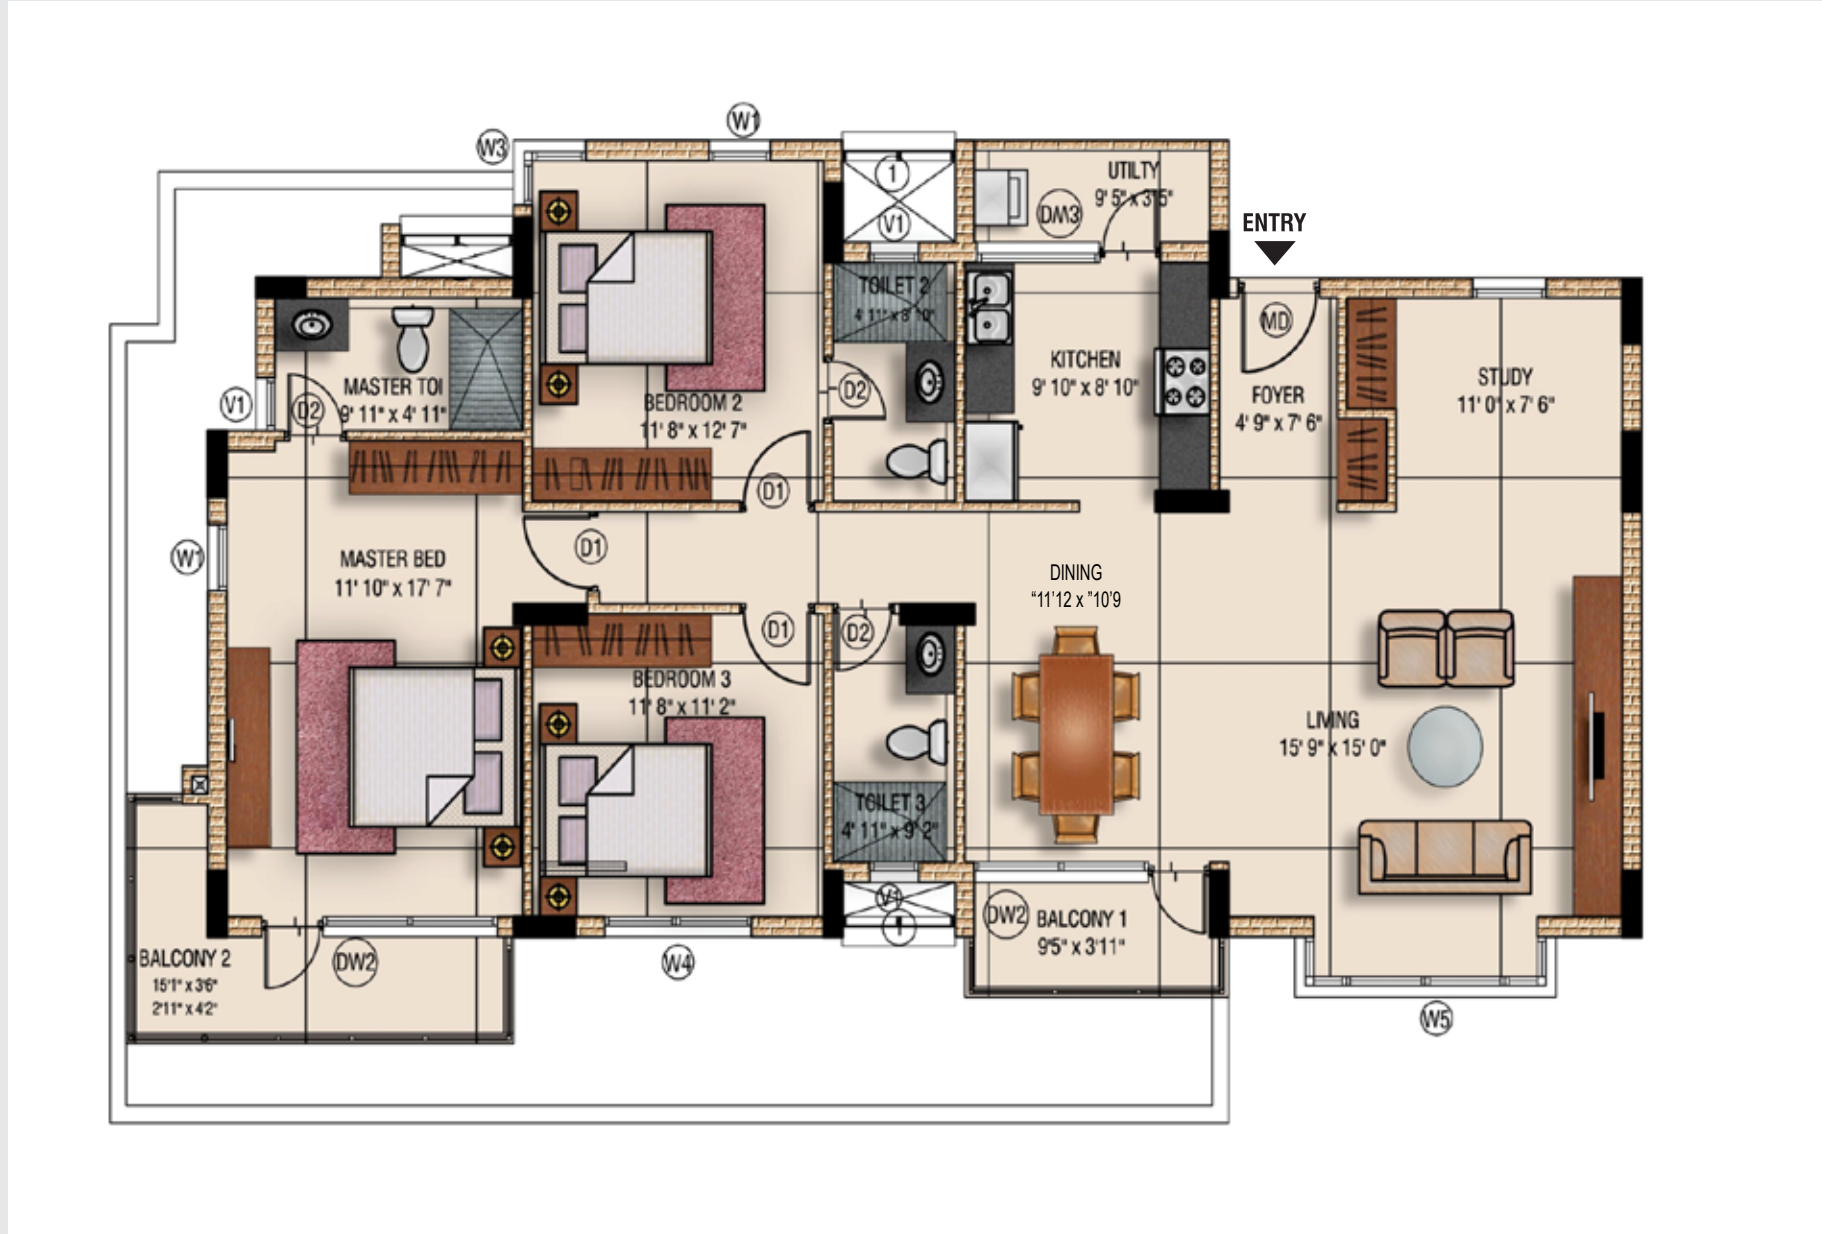 W1
W3
1
V1
UTILTY
9' 5" x 3' 5"
DW3
ENTRY
MD
TOILET 2
4' 11" x 8' 10"
KITCHEN
9' 10" x 8' 10"
FOYER
4' 9" x 7' 6"
STUDY
11' 0" x 7' 6"
V1
D2
MASTER TOI
9' 11" x 4' 11"
BEDROOM 2
11' 8" x 12' 7"
D2
D1
W1
MASTER BED
11' 10" x 17' 7"
D1
DINING
“11’12 x ”10’9
D1
D2
BEDROOM 3
11' 8" x 11' 2"
LIVING
15' 9" x 15' 0"
TOILET 3
4' 11" x 9' 2"
V1
1
DW2
BALCONY 1
9'5" x 3'11"
BALCONY 2
15'1" x 3'6"
2'11" x 4'2"
DW2
W4
W5